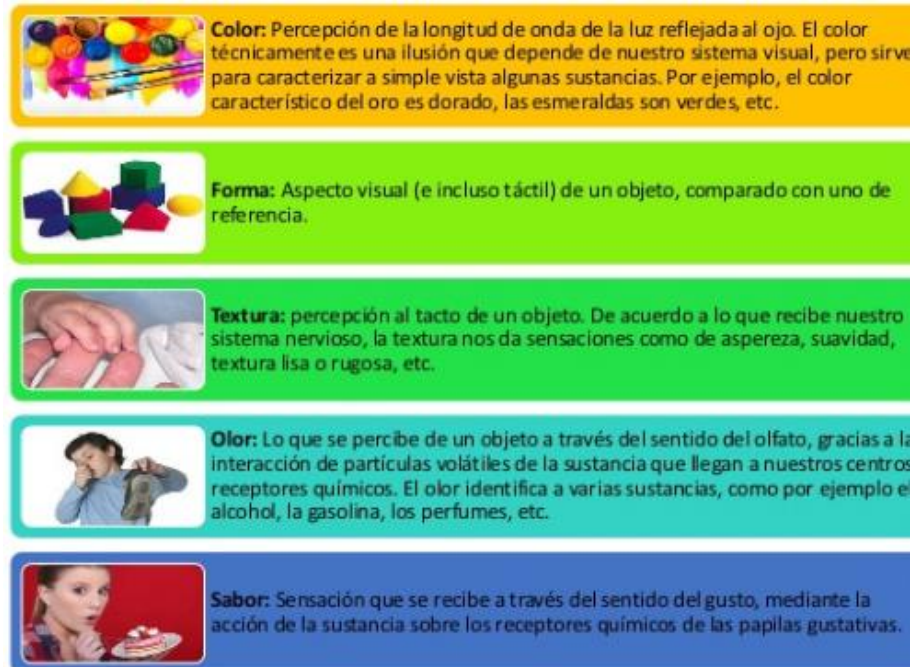 Color: Percepción de la longitud de onda de la luz reflejada al ojo. El color
técnicamente es una ilusión que depende de nuestro sistema visual, pero sirve
para caracterizar a simple vista algunas sustancias. Por ejemplo, el color
característico del oro es dorado, las esmeraldas son verdes, etc.
Forma: Aspecto visual (e incluso táctil) de un objeto, comparado con uno de
referencia.
Textura: percepción al tacto de un objeto. De acuerdo a lo que recibe nuestro
sistema nervioso, la textura nos da sensaciones como de aspereza, suavidad,
textura lisa o rugosa, etc.
Olor: Lo que se percibe de un objeto a través del sentido del olfato, gracias a la
interacción de partículas volátiles de la sustancia que llegan a nuestros centros
receptores químicos. El olor identifica a varias sustancias, como por ejemplo el
alcohol, la gasolina, los perfumes, etc.
Sabor: Sensación que se recibe a través del sentido del gusto, mediante la
acción de la sustancia sobre los receptores químicos de las papilas gustativas.